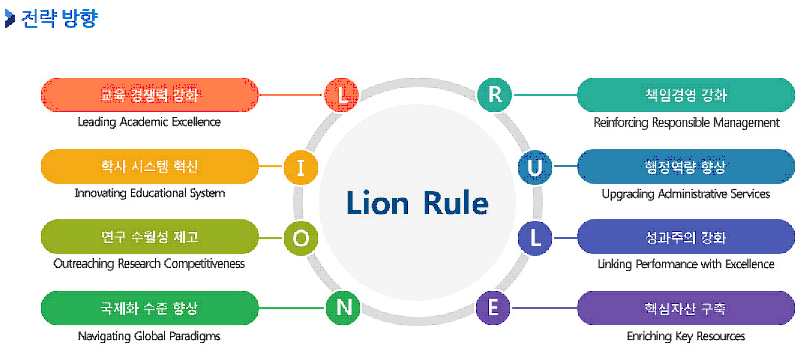 전략 방향
교육 경쟁력 강화
L
Leading Academic Excellence
학사 시스템 혁신
I
Innovating Educational System
연구 수월성 제고
O
Outreaching Research Competitiveness
국제화 수준 향상
N
Navigating Global Paradigms
Lion Rule
R
책임경영 강화
Reinforcing Responsible Management
U
행정역량 향상
Upgrading Administrative Services
L
성과주의 강화
Linking Performance with Excellence
E
핵심자산 구축
Enriching Key Resources